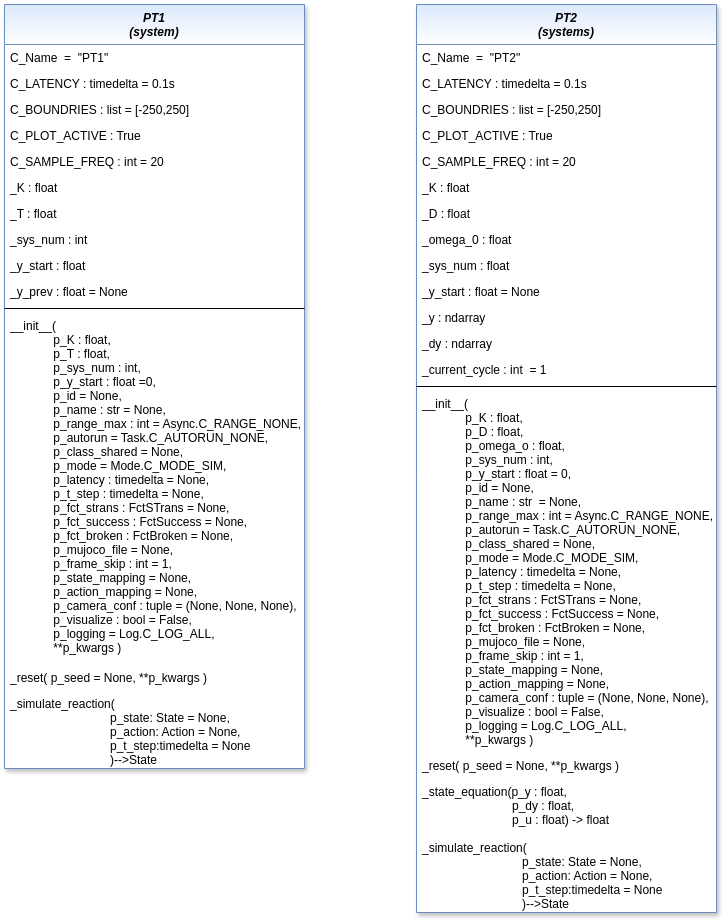 PT1
(system)
C_Name  =  "PT1"
C_LATENCY : timedelta = 0.1s
C_BOUNDRIES : list = [-250,250]
C_PLOT_ACTIVE : True
C_SAMPLE_FREQ : int = 20
_K : float
_T : float
_sys_num : int
_y_start : float
_y_prev : float = None
__init__(
p_K : float,
p_T : float,
p_sys_num : int,
p_y_start : float =0,
p_id = None,
p_name : str = None,
p_range_max : int = Async.C_RANGE_NONE,
p_autorun = Task.C_AUTORUN_NONE,
p_class_shared = None,
p_mode = Mode.C_MODE_SIM,
p_latency : timedelta = None,
p_t_step : timedelta = None,
p_fct_strans : FctSTrans = None,
p_fct_success : FctSuccess = None,
p_fct_broken : FctBroken = None,
p_mujoco_file = None,
p_frame_skip : int = 1,
p_state_mapping = None,
p_action_mapping = None,
p_camera_conf : tuple = (None, None, None),
p_visualize : bool = False,
p_logging = Log.C_LOG_ALL,
**p_kwargs )
_reset( p_seed = None, **p_kwargs )
_simulate_reaction(
p_state: State = None,
p_action: Action = None,
p_t_step:timedelta = None
)-->State
PT2
(systems)
C_Name  =  "PT2"
C_LATENCY : timedelta = 0.1s
C_BOUNDRIES : list = [-250,250]
C_PLOT_ACTIVE : True
C_SAMPLE_FREQ : int = 20
_K : float
_D : float
_omega_0 : float
_sys_num : float
_y_start : float = None
_y : ndarray
_dy : ndarray
_current_cycle : int  = 1
__init__(
p_K : float,
p_D : float,
p_omega_o : float,
p_sys_num : int,
p_y_start : float = 0,
p_id = None,
p_name : str  = None,
p_range_max : int = Async.C_RANGE_NONE,
p_autorun = Task.C_AUTORUN_NONE,
p_class_shared = None,
p_mode = Mode.C_MODE_SIM,
p_latency : timedelta = None,
p_t_step : timedelta = None,
p_fct_strans : FctSTrans = None,
p_fct_success : FctSuccess = None,
p_fct_broken : FctBroken = None,
p_mujoco_file = None,
p_frame_skip : int = 1,
p_state_mapping = None,
p_action_mapping = None,
p_camera_conf : tuple = (None, None, None),
p_visualize : bool = False,
p_logging = Log.C_LOG_ALL,
**p_kwargs )
_reset( p_seed = None, **p_kwargs )
_state_equation(p_y : float,
p_dy : float,
p_u : float) -> float
_simulate_reaction(
p_state: State = None,
p_action: Action = None,
p_t_step:timedelta = None
)-->State